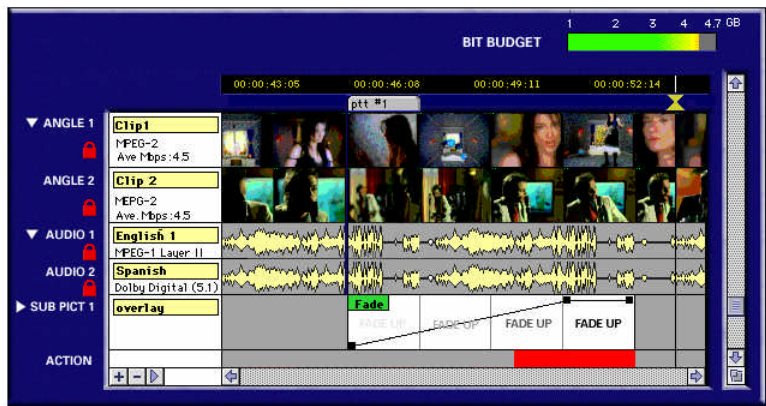 1 2 3 4 4.7 GB
BIT BUDGET
00:00:43:05 00:00:46:08 00:00:49:11 00:00:52:14
ptt #1
ANGLE 1
Clip1
MPEG-2
Ave Mbps:4.5
ANGLE 2
Clip 2
MEPG-2
Ave. Mbps:4.5
AUDIO 1
English 1
MPEG-1 Layer II
AUDIO 2
Spanish
Dolby Digital (5.1)
SUB PICT 1
overlay
Fade
FADE UP FADE UP FADE UP FADE UP
ACTION